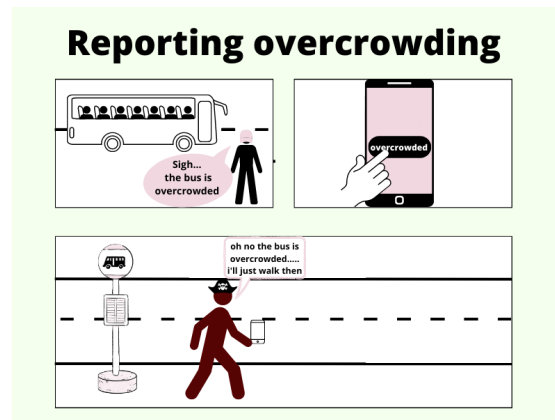 Reporting overcrowding
Sigh...
the bus is
overcrowded
overcrowded
oh no the bus is
overcrowded.....
i'll just walk then